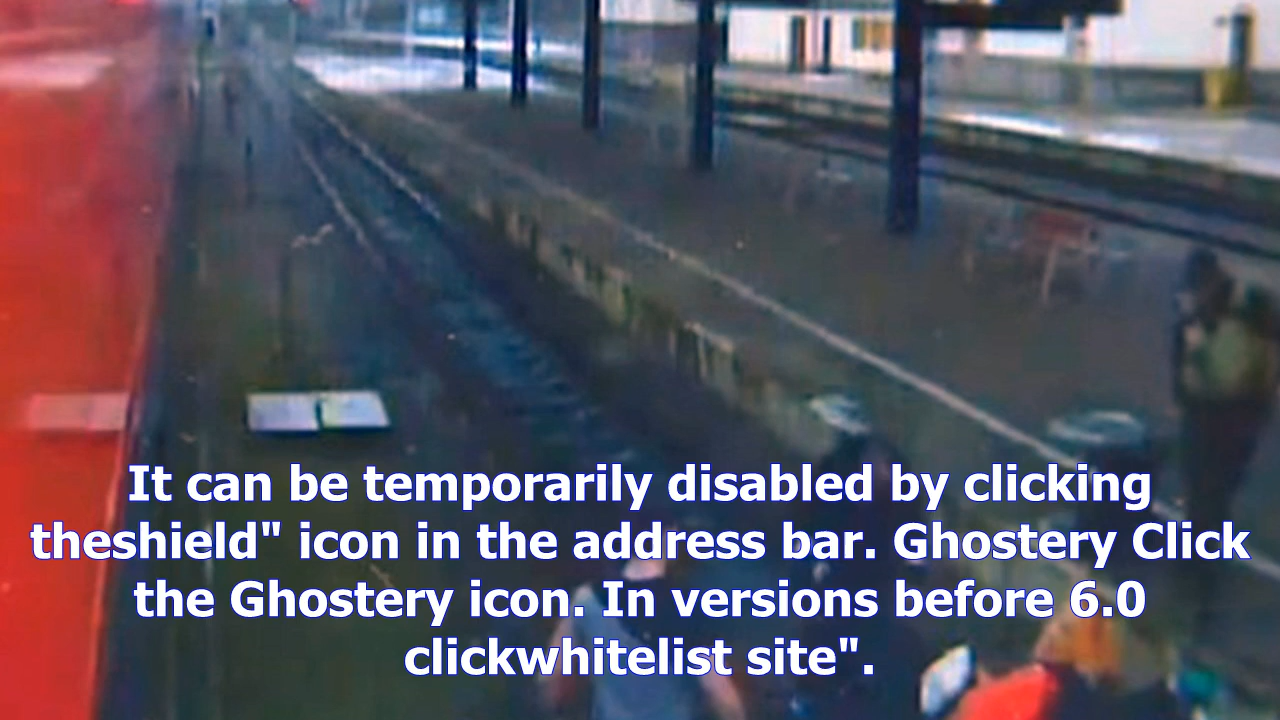 It can be temporarily disabled by clicking
theshield" icon in the address bar. Ghostery Click
the Ghostery icon. In versions before 6.0
clickwhitelist site".